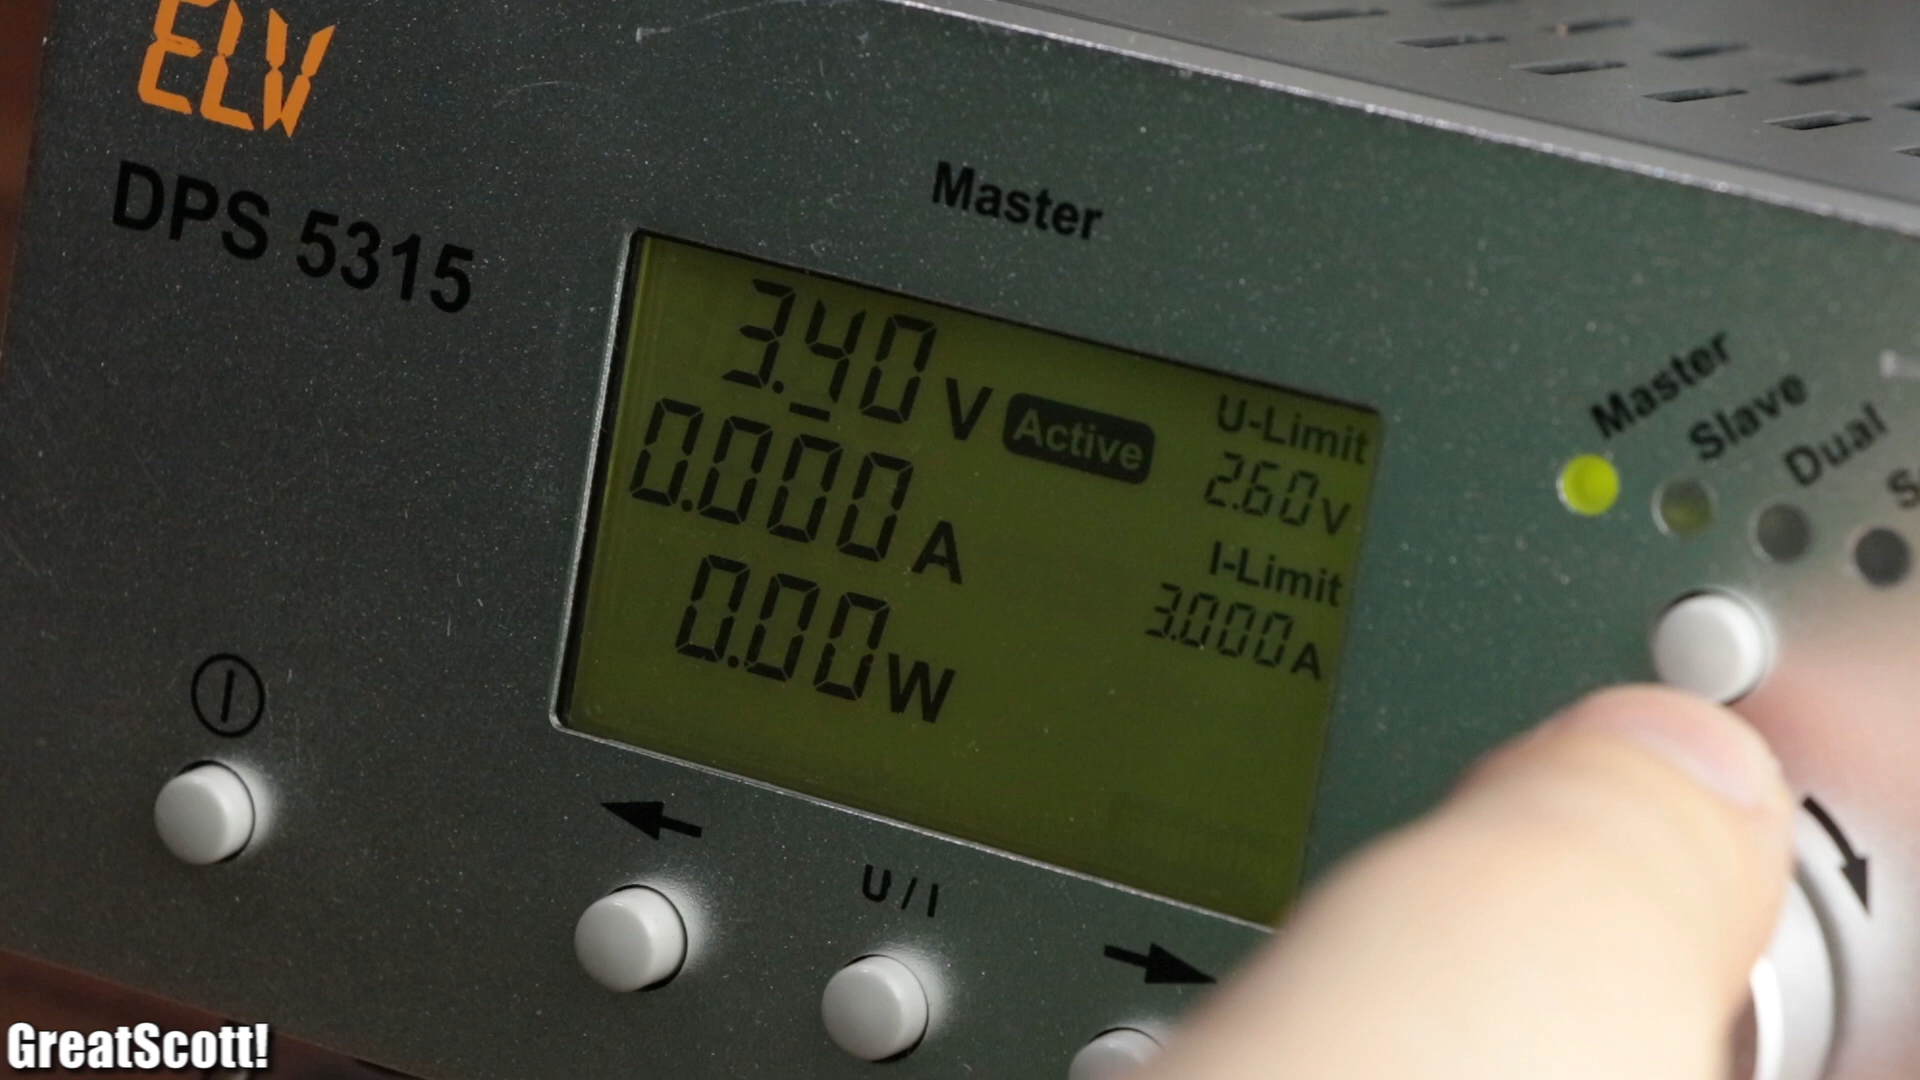 ELV
DPS 5315
Master
3.40 V
Active
0.000 A
0.00 W
U-Limit
2.60 V
I-Limit
3.000 A
Master
Slave
Dual
U / I
GreatScott!